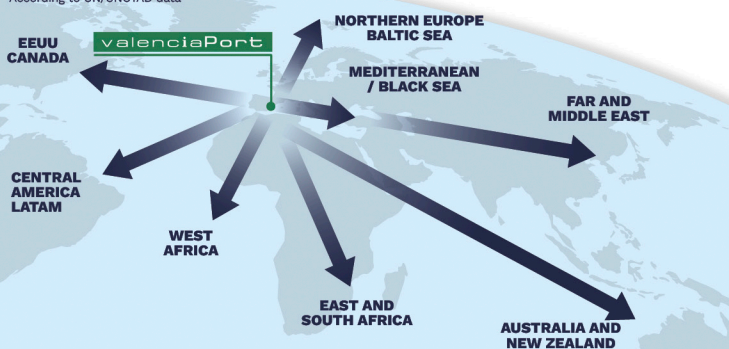 According to UN/UNCTAD data
NORTHERN EUROPE
BALTIC SEA
EEUU
CANADA
valenciaPort
MEDITERRANEAN
/ BLACK SEA
FAR AND
MIDDLE EAST
CENTRAL
AMERICA
LATAM
WEST
AFRICA
EAST AND
SOUTH AFRICA
AUSTRALIA AND
NEW ZEALAND